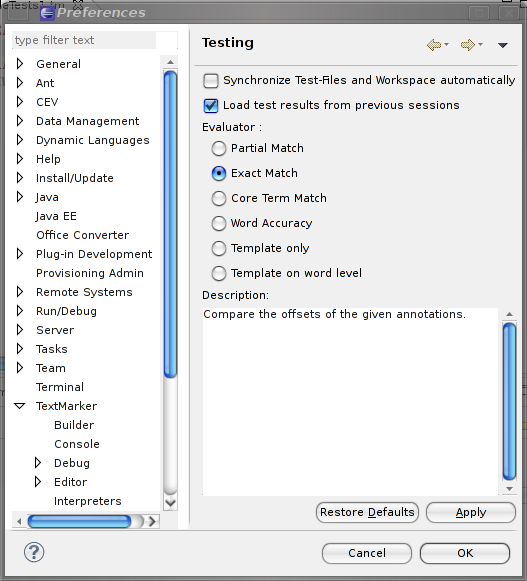 Preferences
type filter text
General
Ant
CEV
Data Management
Dynamic Languages
Help
Install/Update
Java
Java EE
Office Converter
Plug-in Development
Provisioning Admin
Remote Systems
Run/Debug
Server
Tasks
Team
Terminal
TextMarker
Builder
Console
Debug
Editor
Interpreters
Testing
Synchronize Test-Files and Workspace automatically
Load test results from previous sessions
Evaluator :
Partial Match
Exact Match
Core Term Match
Word Accuracy
Template only
Template on word level
Description:
Compare the offsets of the given annotations.
Restore Defaults
Apply
Cancel
OK